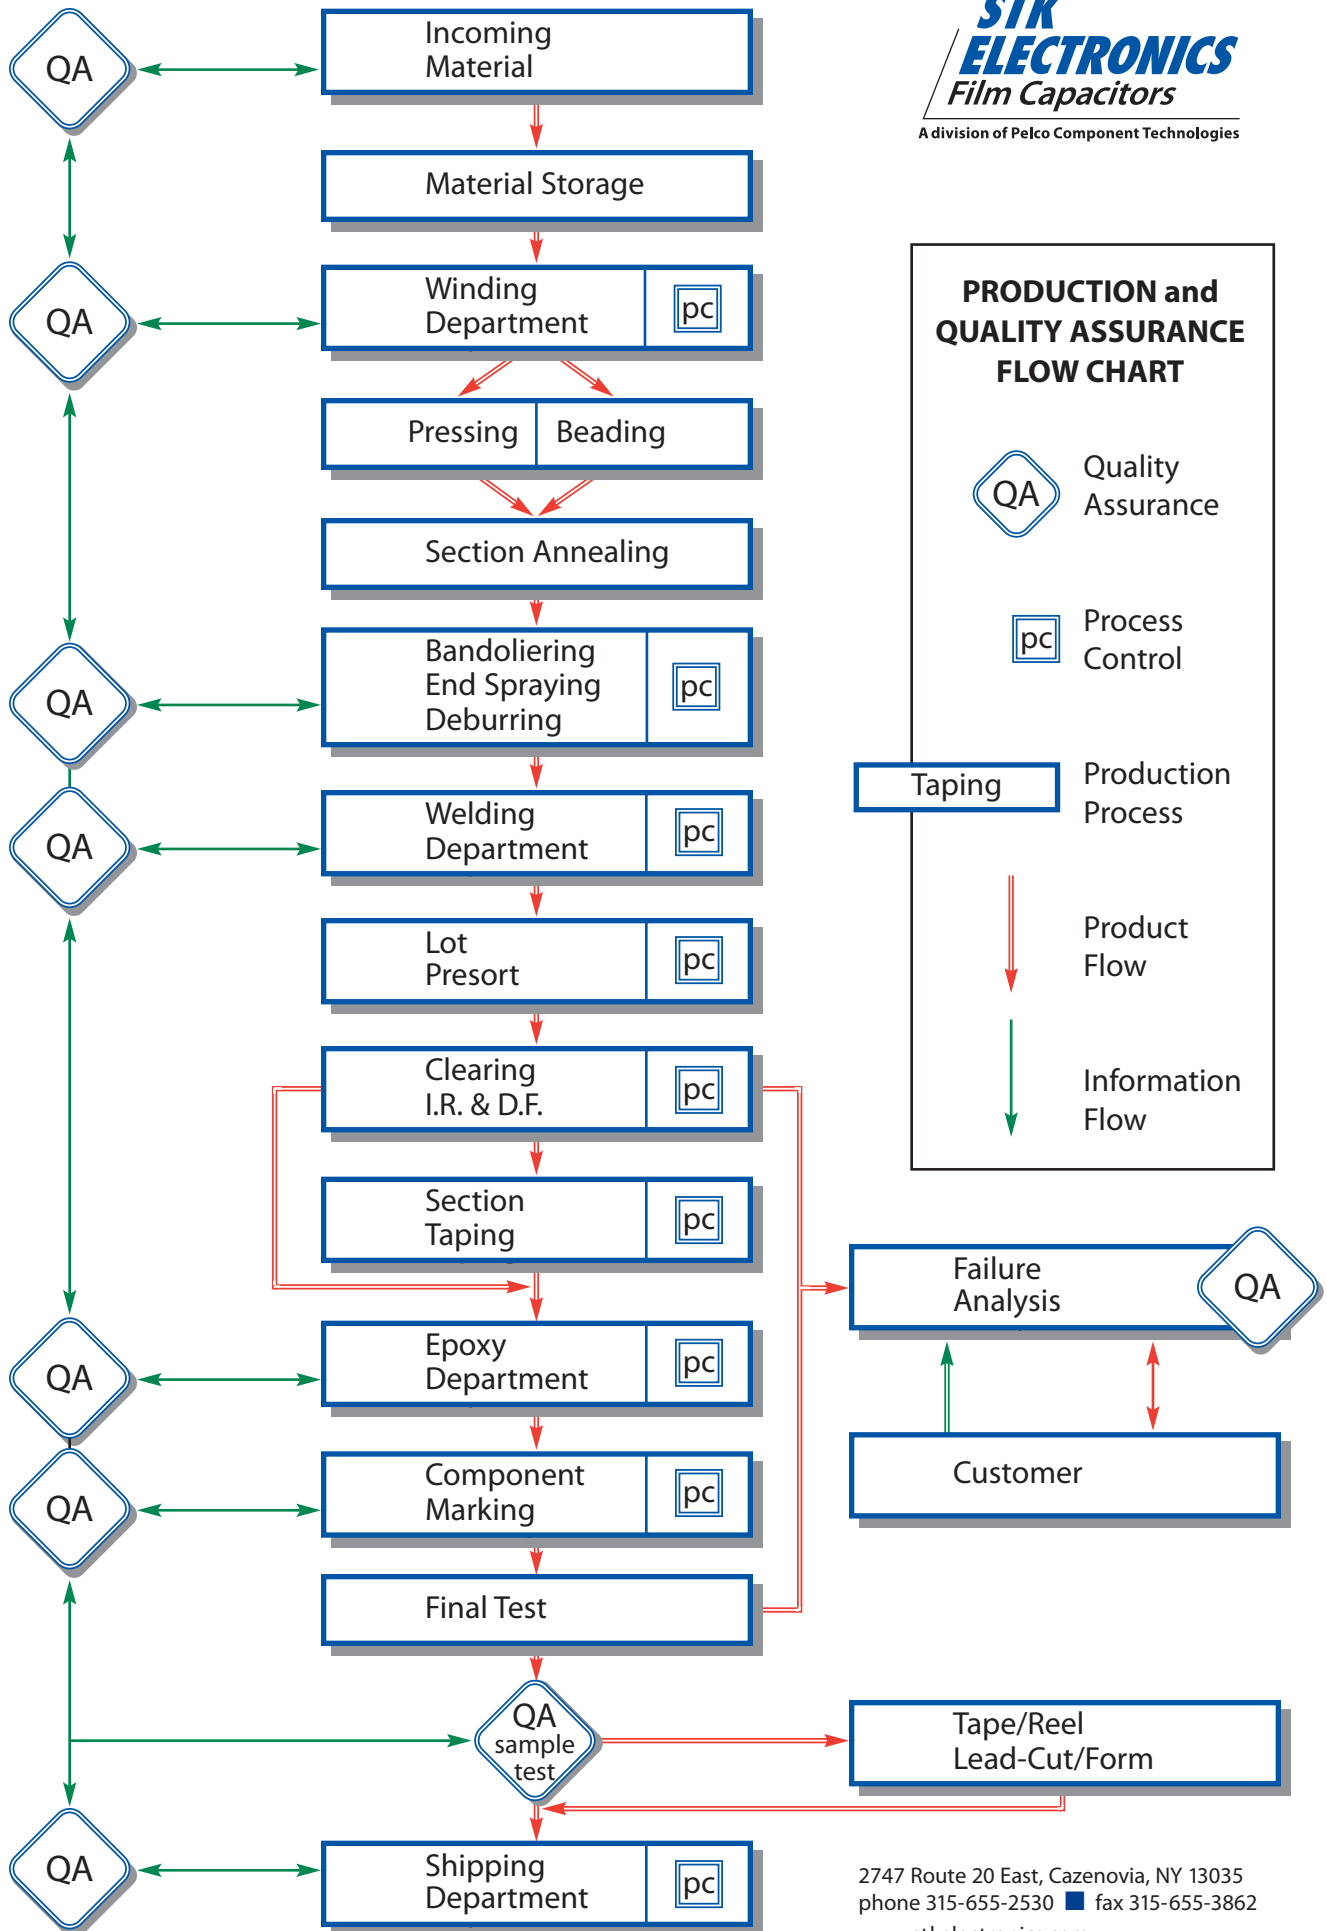 STK
ELECTRONICS
Film Capacitors
A division of Pelco Component Technologies
QA
Incoming
Material
Material Storage
QA
Winding
Department
pc
Pressing
Beading
Section Annealing
QA
Bandoliering
End Spraying
Deburring
pc
QA
Welding
Department
pc
Lot
Presort
pc
Clearing
I.R. & D.F.
pc
Section
Taping
pc
QA
Epoxy
Department
pc
QA
Component
Marking
pc
Final Test
QA
sample
test
QA
Shipping
Department
pc
PRODUCTION and
QUALITY ASSURANCE
FLOW CHART
QA
Quality
Assurance
pc
Process
Control
Taping
Production
Process
Product
Flow
Information
Flow
Failure
Analysis
QA
Customer
Tape/Reel
Lead-Cut/Form
2747 Route 20 East, Cazenovia, NY 13035
phone 315-655-2530 ■ fax 315-655-3862